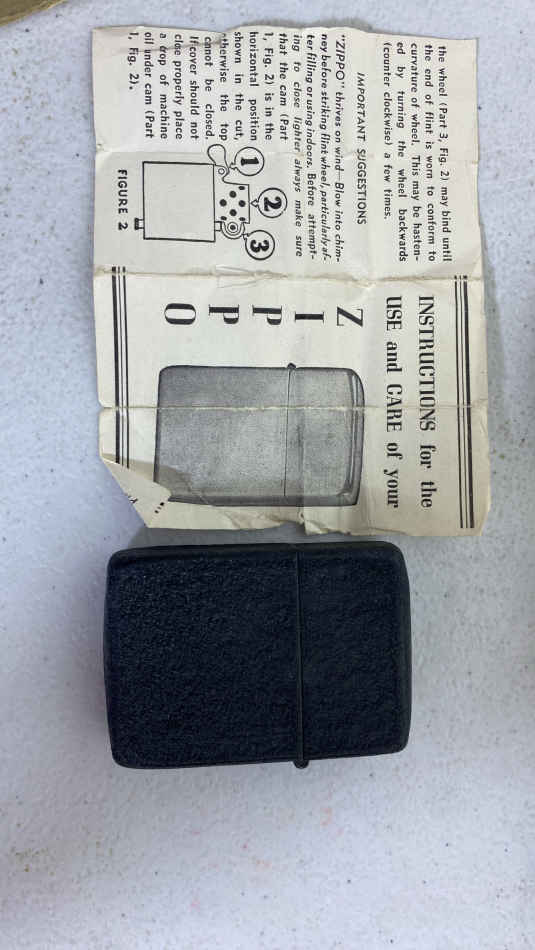 the wheel (Part 3, Fig. 2) may bind until
the end of flint is worn to conform to
curvature of wheel. This may be hasten-
ed by turning the wheel backwards
(counter clockwise) a few times.
IMPORTANT SUGGESTIONS
"ZIPPO" thrives on wind—Blow into chim-
ney before striking flint wheel, particularly af-
ter filling or using indoors. Before attempt-
ing to close lighter always make sure
that the cam (Part
1, Fig. 2) is in the
horizontal position
shown in the cut,
otherwise the top
cannot be closed.
If cover should not
close properly place
a drop of machine
oil under cam (Part
1, Fig. 2).
1
2
3
FIGURE 2
INSTRUCTIONS for the
USE and CARE of your
Z
I
P
P
O